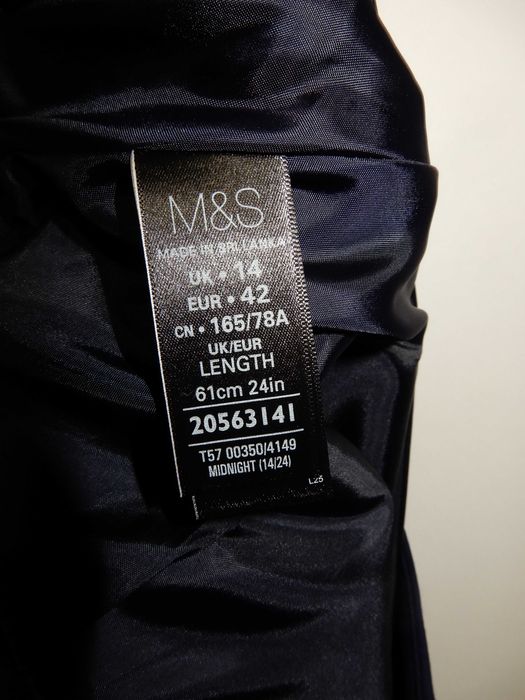 M&S
MADE IN SRI LANKA
UK • 14
EUR • 42
CN • 165/78A
UK/EUR
LENGTH
61cm 24in
20563141
T57 00350/4149
MIDNIGHT (14/24)
L25